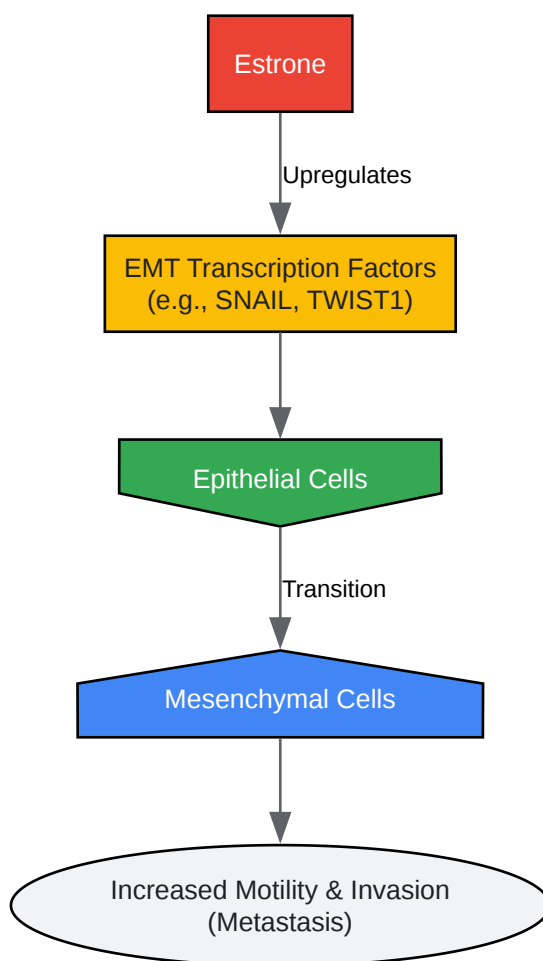 Estrone
Upregulates
EMT Transcription Factors
(e.g., SNAIL, TWIST1)
Epithelial Cells
Transition
Mesenchymal Cells
Increased Motility & Invasion
(Metastasis)